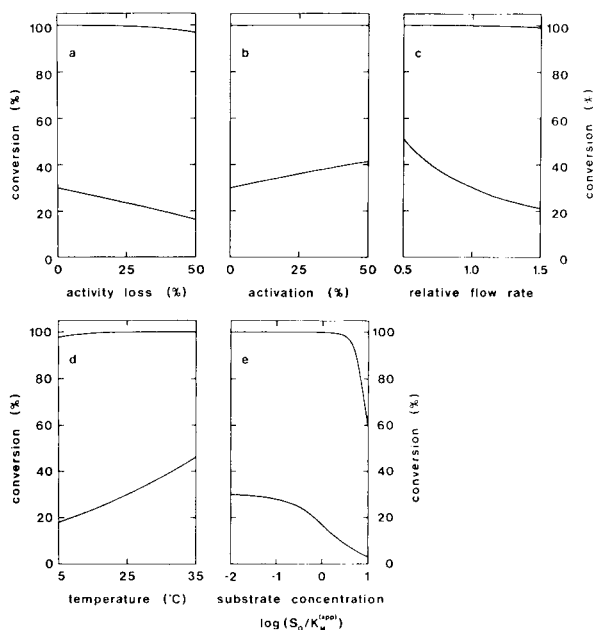 100
80
60
40
20
0
conversion (%)
a
0 25 50
activity loss (%)
b
0 25 50
activation (%)
c
0.5 1.0 1.5
relative flow rate
100
80
60
40
20
0
conversion (%)
100
80
60
40
20
0
conversion (%)
d
5 25 35
temperature (°C)
e
-2 -1 0 1
substrate concentration
log (S₀/K_M^(app))
100
80
60
40
20
0
conversion (%)